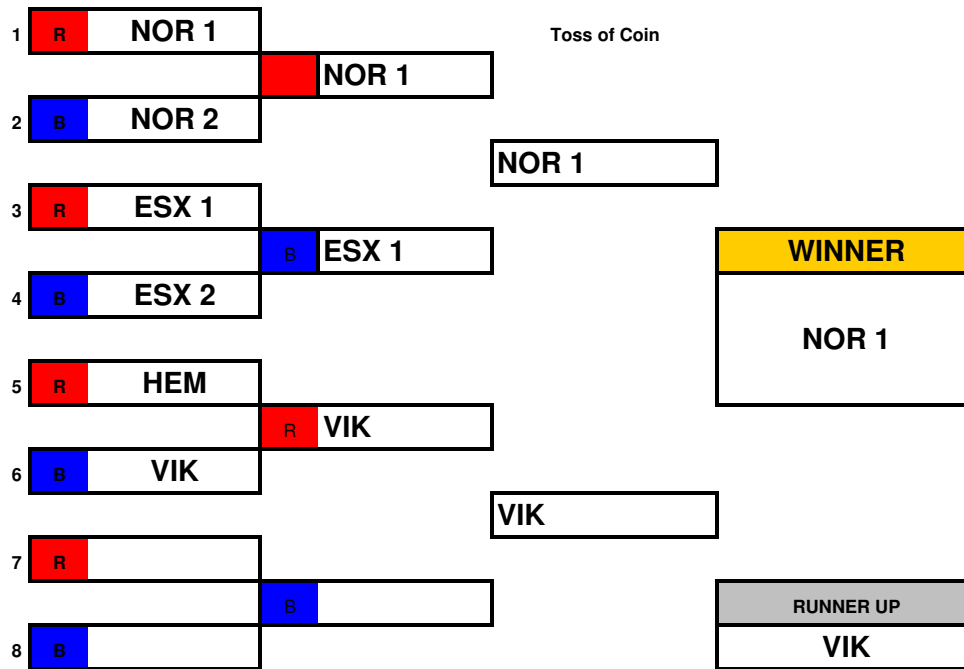 1 R NOR 1 Toss of Coin
NOR 1
2 B NOR 2
NOR 1
3 R ESX 1
B ESX 1 WINNER
4 B ESX 2
NOR 1
5 R HEM
R VIK
6 B VIK
VIK
7 R
B RUNNER UP
8 B VIK